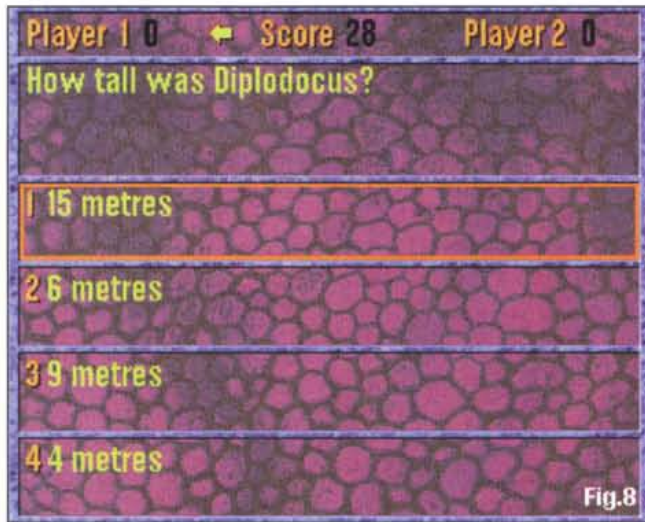 Player 1 0 ← Score 28 Player 2 0
How tall was Diplodocus?
1 15 metres
2 6 metres
3 9 metres
4 4 metres
Fig.8